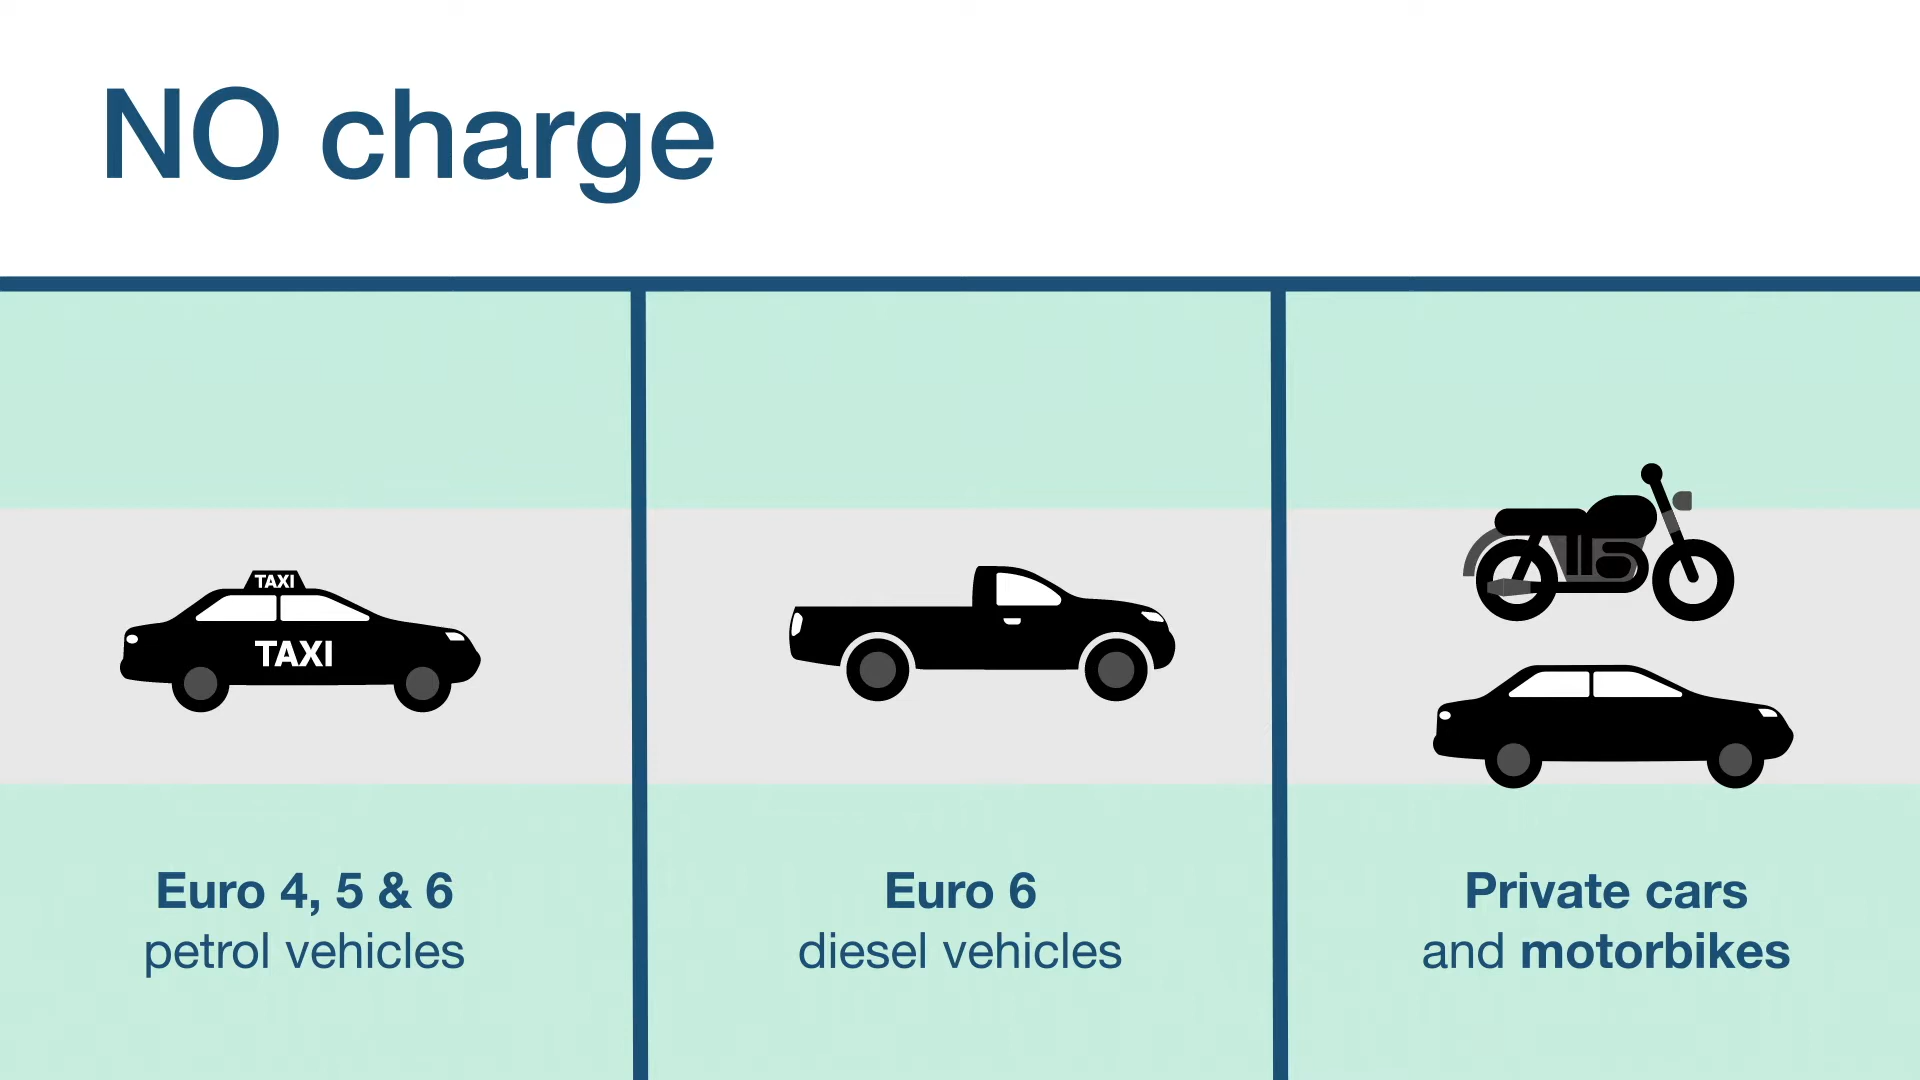 NO charge
TAXI
TAXI
Euro 4, 5 & 6
petrol vehicles
Euro 6
diesel vehicles
Private cars
and motorbikes